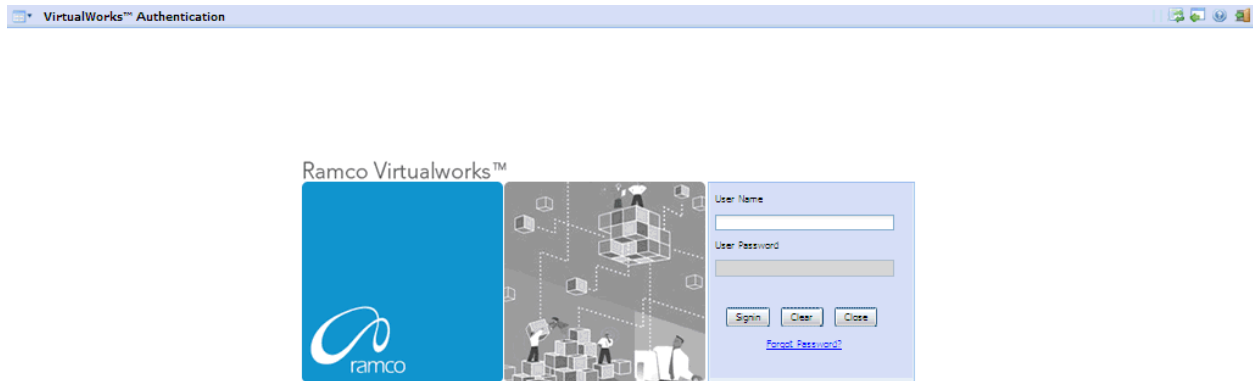 VirtualWorks™ Authentication
Ramco Virtualworks™
User Name
User Password
Signin Clear Close
Forgot Password?
ramco